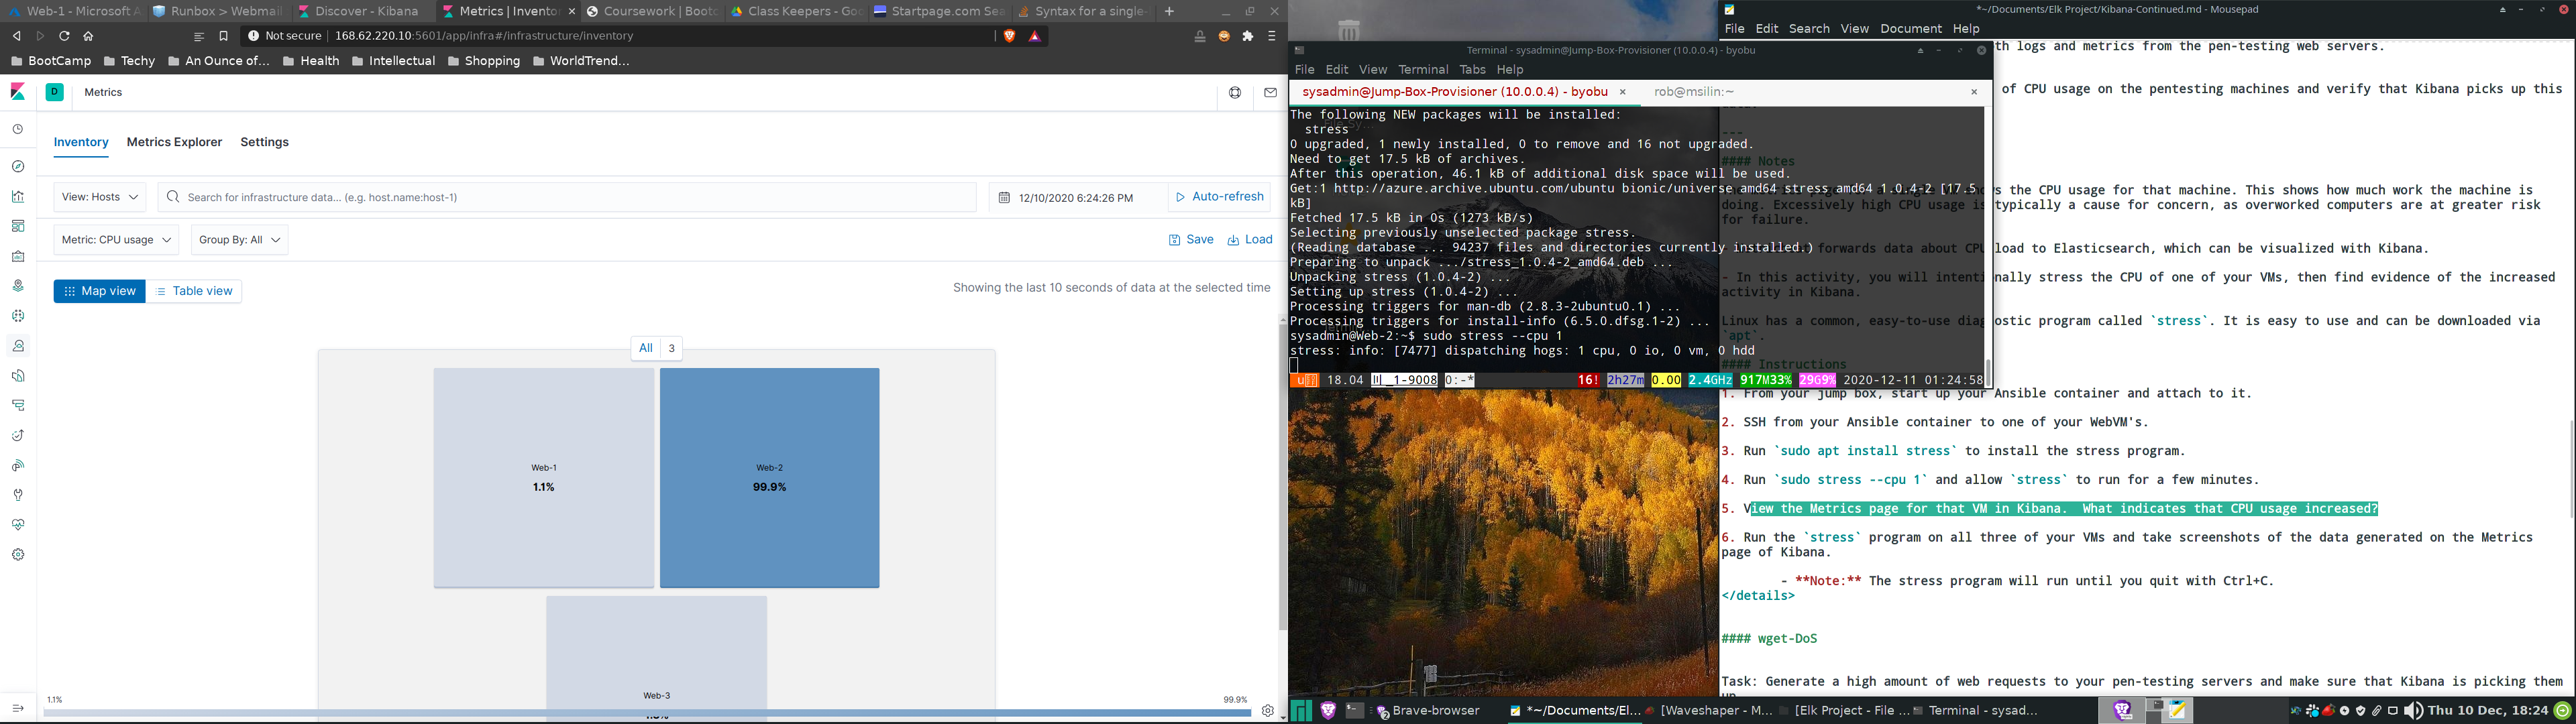 Web-1 - Microsoft A
Runbox > Webmail
Discover - Kibana
Metrics | Invento
Coursework | Bootc
Class Keepers - Goo
Startpage.com Sea
Syntax for a single-
Not secure
168.62.220.10:5601/app/infra#/infrastructure/inventory
BootCamp
Techy
An Ounce of...
Health
Intellectual
Shopping
WorldTrend...
D
Metrics
Inventory
Metrics Explorer
Settings
View: Hosts
Search for infrastructure data... (e.g. host.name:host-1)
12/10/2020 6:24:26 PM
Auto-refresh
Metric: CPU usage
Group By: All
Save
Load
Map view
Table view
Showing the last 10 seconds of data at the selected time
All 3
Web-1
1.1%
Web-2
99.9%
Web-3
1.1%
99.9%
Terminal - sysadmin@Jump-Box-Provisioner (10.0.0.4) - byobu
File Edit View Terminal Tabs Help
sysadmin@Jump-Box-Provisioner (10.0.0.4) - byobu
rob@msilin:~
The following NEW packages will be installed:
stress
0 upgraded, 1 newly installed, 0 to remove and 16 not upgraded.
Need to get 17.5 kB of archives.
After this operation, 46.1 kB of additional disk space will be used.
Get:1 http://azure.archive.ubuntu.com/ubuntu bionic/universe amd64 stress amd64 1.0.4-2 [17.5
kB]
Fetched 17.5 kB in 0s (1273 kB/s)
Selecting previously unselected package stress.
(Reading database ... 94237 files and directories currently installed.)
Preparing to unpack .../stress_1.0.4-2_amd64.deb ...
Unpacking stress (1.0.4-2) ...
Setting up stress (1.0.4-2) ...
Processing triggers for man-db (2.8.3-2ubuntu0.1) ...
Processing triggers for install-info (6.5.0.dfsg.1-2) ...
sysadmin@Web-2:~$ sudo stress --cpu 1
stress: info: [7477] dispatching hogs: 1 cpu, 0 io, 0 vm, 0 hdd
18.04
_1-9008
0:-*
16!
2h27m
0.00
2.4GHz
917M33%
29G9%
2020-12-11 01:24:58
*~/Documents/Elk Project/Kibana-Continued.md - Mousepad
File Edit Search View Document Help
th logs and metrics from the pen-testing web servers.
of CPU usage on the pentesting machines and verify that Kibana picks up this
---
#### Notes
ws the CPU usage for that machine. This shows how much work the machine is
doing. Excessively high CPU usage is typically a cause for concern, as overworked computers are at greater risk
for failure.
forwards data about CPU load to Elasticsearch, which can be visualized with Kibana.
- In this activity, you will intentionally stress the CPU of one of your VMs, then find evidence of the increased
activity in Kibana.
Linux has a common, easy-to-use diagnostic program called `stress`. It is easy to use and can be downloaded via
`apt`.
#### Instructions
1. From your jump box, start up your Ansible container and attach to it.
2. SSH from your Ansible container to one of your WebVM's.
3. Run `sudo apt install stress` to install the stress program.
4. Run `sudo stress --cpu 1` and allow `stress` to run for a few minutes.
5. View the Metrics page for that VM in Kibana.  What indicates that CPU usage increased?
6. Run the `stress` program on all three of your VMs and take screenshots of the data generated on the Metrics
page of Kibana.
- **Note:** The stress program will run until you quit with Ctrl+C.
</details>
#### wget-DoS
Task: Generate a high amount of web requests to your pen-testing servers and make sure that Kibana is picking them
Brave-browser
*~/Documents/El...
[Waveshaper - M...
[Elk Project - File ...
Terminal - sysad...
Thu 10 Dec, 18:24